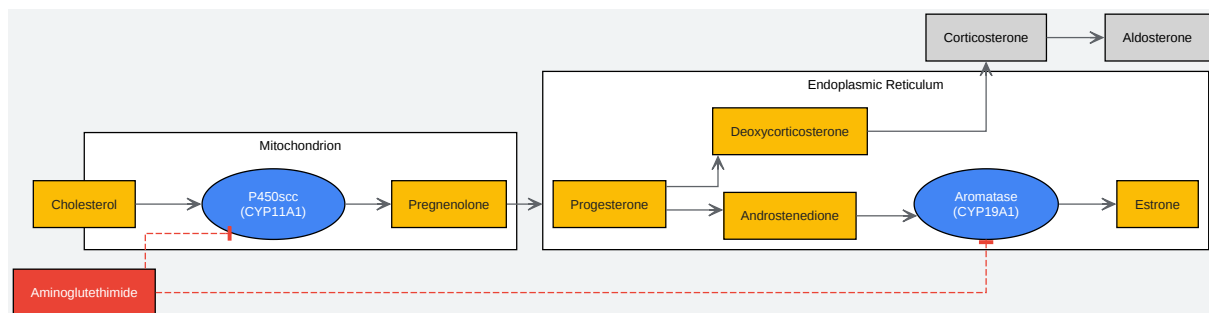 Corticosterone
Aldosterone
Endoplasmic Reticulum
Deoxycorticosterone
Mitochondrion
Cholesterol
P450scc
(CYP11A1)
Pregnenolone
Progesterone
Androstenedione
Aromatase
(CYP19A1)
Estrone
Aminoglutethimide